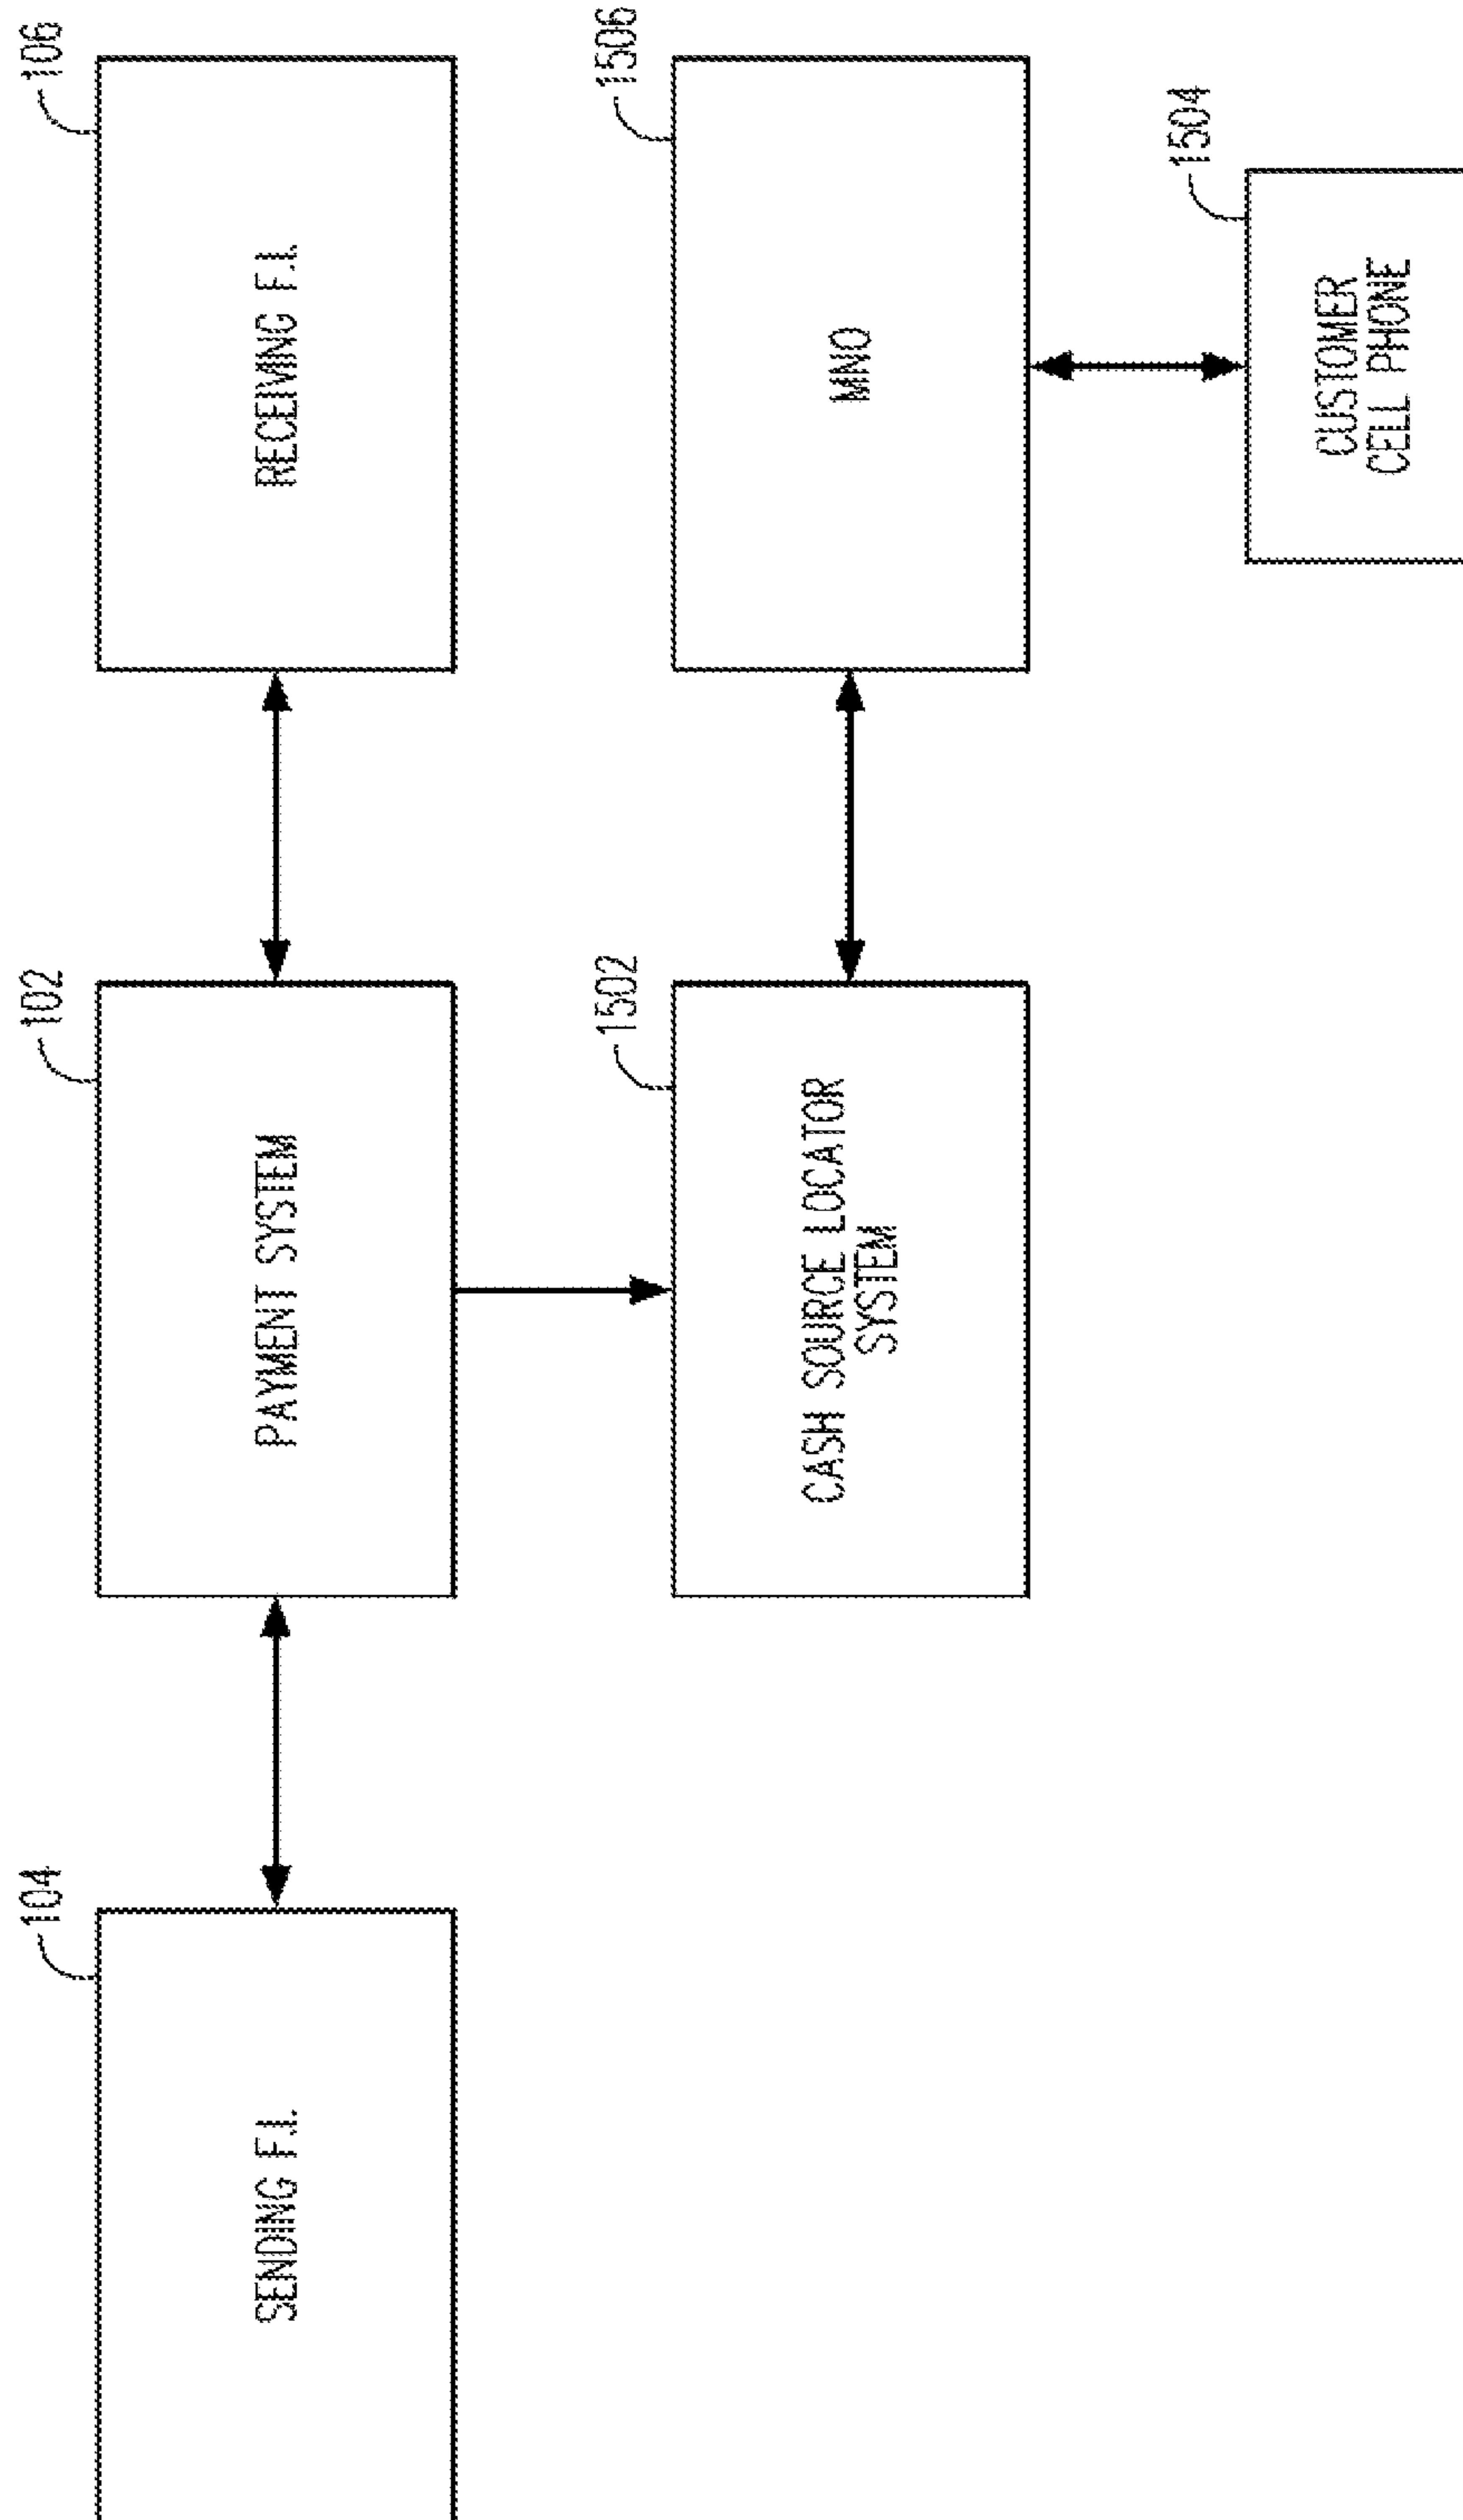 104
SENDING F.I.
102
PAYMENT SYSTEM
106
RECEIVING F.I.
1502
CASH SOURCE LOCATOR
SYSTEM
1506
MNO
1504
CUSTOMER
CELL PHONE